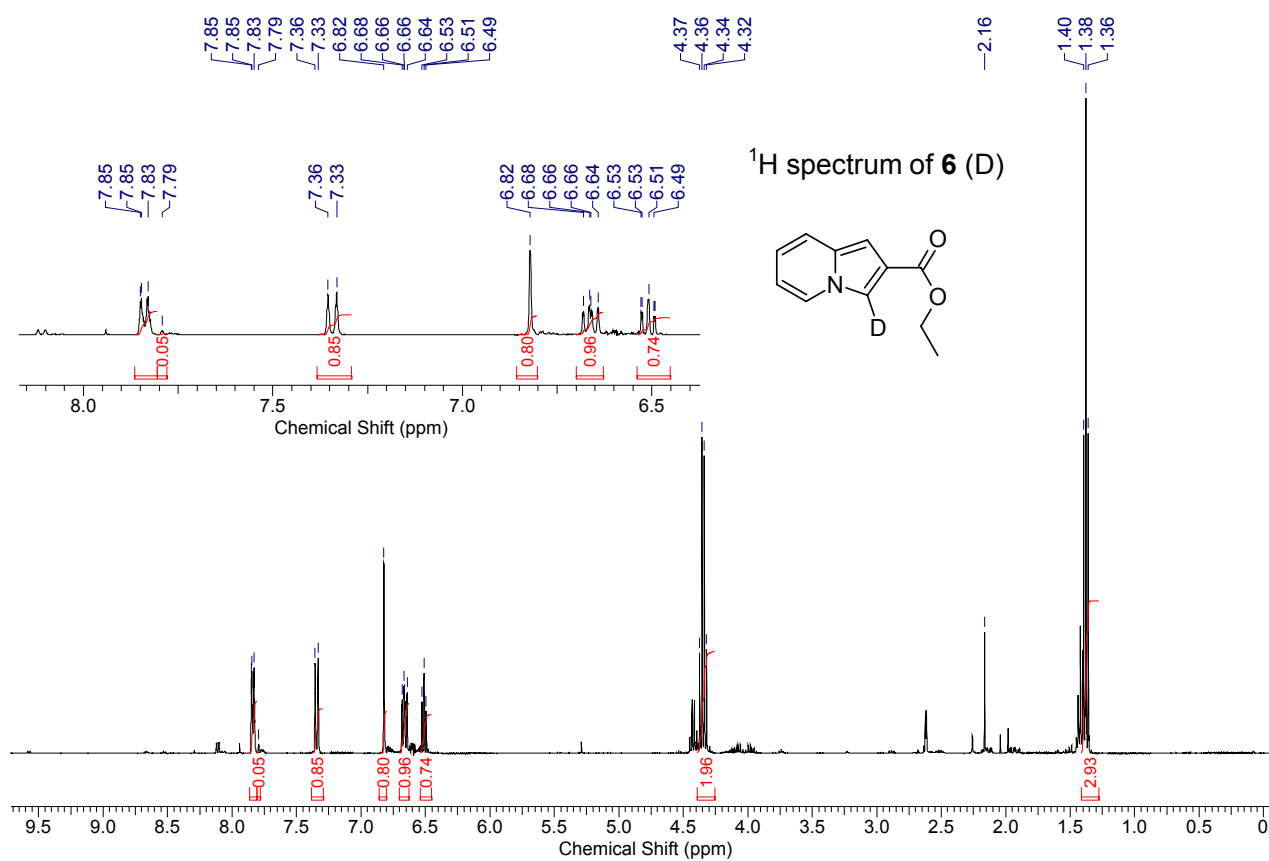 7.85 7.85 7.83 7.79 7.36 7.33 6.82 6.68 6.66 6.66 6.64 6.53 6.51 6.49 4.37 4.36 4.34 4.32 2.16 1.40 1.38 1.36
7.85 7.85 7.83 7.79 7.36 7.33 6.82 6.68 6.66 6.66 6.64 6.53 6.53 6.51 6.49
¹H spectrum of 6 (D)
O
O
N
D
0.05 0.85 0.80 0.96 0.74
8.0 7.5 7.0 6.5
Chemical Shift (ppm)
0.05 0.85 0.80 0.96 0.74 1.96 2.93
9.5 9.0 8.5 8.0 7.5 7.0 6.5 6.0 5.5 5.0 4.5 4.0 3.5 3.0 2.5 2.0 1.5 1.0 0.5 0
Chemical Shift (ppm)